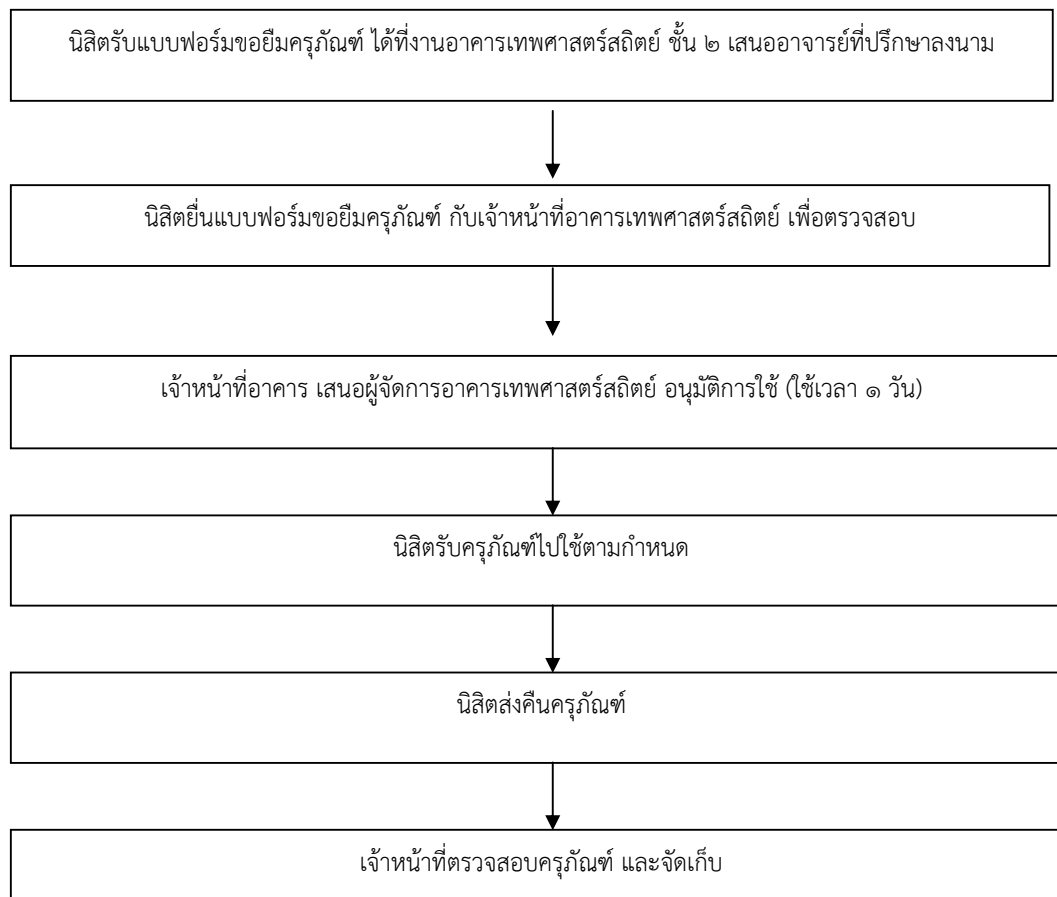 นิสิตรับแบบฟอร์มขอยืมครุภัณฑ์ ได้ที่งานอาคารเทพศาสตร์สถิตย์ ชั้น ๒ เสนออาจารย์ที่ปรึกษาลงนาม
นิสิตยื่นแบบฟอร์มขอยืมครุภัณฑ์ กับเจ้าหน้าที่อาคารเทพศาสตร์สถิตย์ เพื่อตรวจสอบ
เจ้าหน้าที่อาคาร เสนอผู้จัดการอาคารเทพศาสตร์สถิตย์ อนุมัติการใช้ (ใช้เวลา ๑ วัน)
นิสิตรับครุภัณฑ์ไปใช้ตามกำหนด
นิสิตส่งคืนครุภัณฑ์
เจ้าหน้าที่ตรวจสอบครุภัณฑ์ และจัดเก็บ